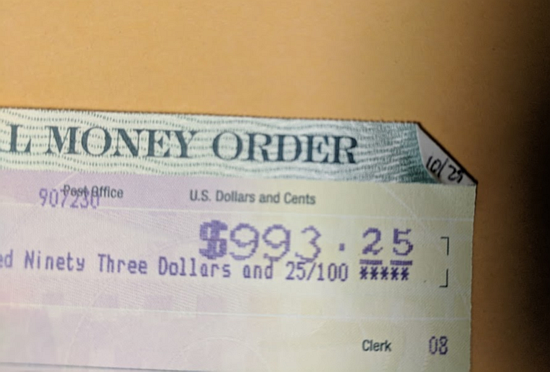 L MONEY ORDER
10/25
Post Office
907230
U.S. Dollars and Cents
$993.25
ed Ninety Three Dollars and 25/100 *****
Clerk 08